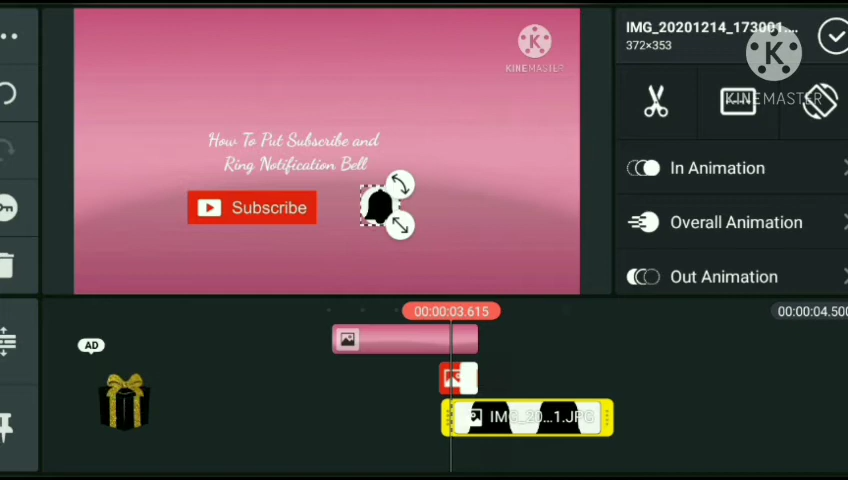 IMG_20201214_173001....
372×353
KINEMASTER
KINEMASTER
How To Put Subscribe and
Ring Notification Bell
Subscribe
In Animation
Overall Animation
Out Animation
00:00:03.615
00:00:04.500
AD
IMG_20...1.JPG